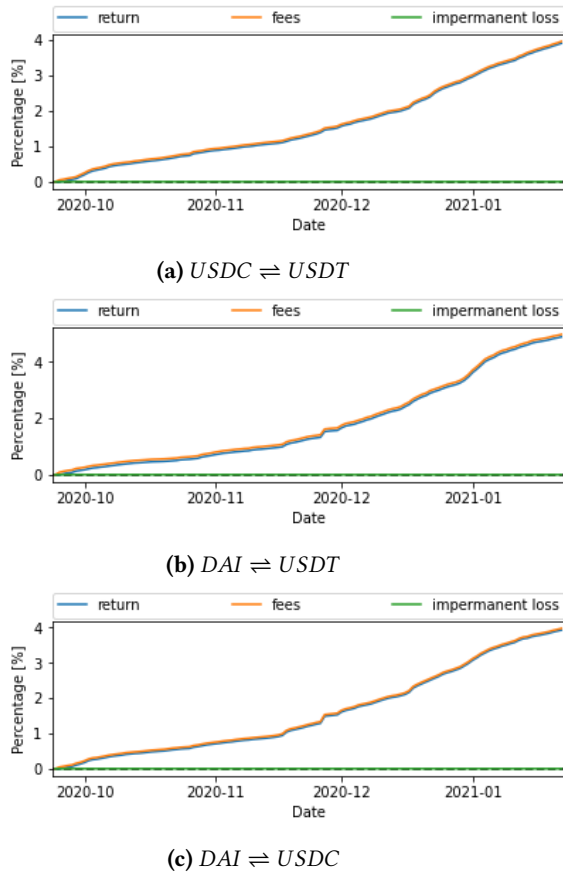 return fees impermanent loss
4
3
2
1
0
Percentage [%]
2020-10 2020-11 2020-12 2021-01
Date
(a) USDC ⇌ USDT
return fees impermanent loss
4
2
0
Percentage [%]
2020-10 2020-11 2020-12 2021-01
Date
(b) DAI ⇌ USDT
return fees impermanent loss
4
3
2
1
0
Percentage [%]
2020-10 2020-11 2020-12 2021-01
Date
(c) DAI ⇌ USDC